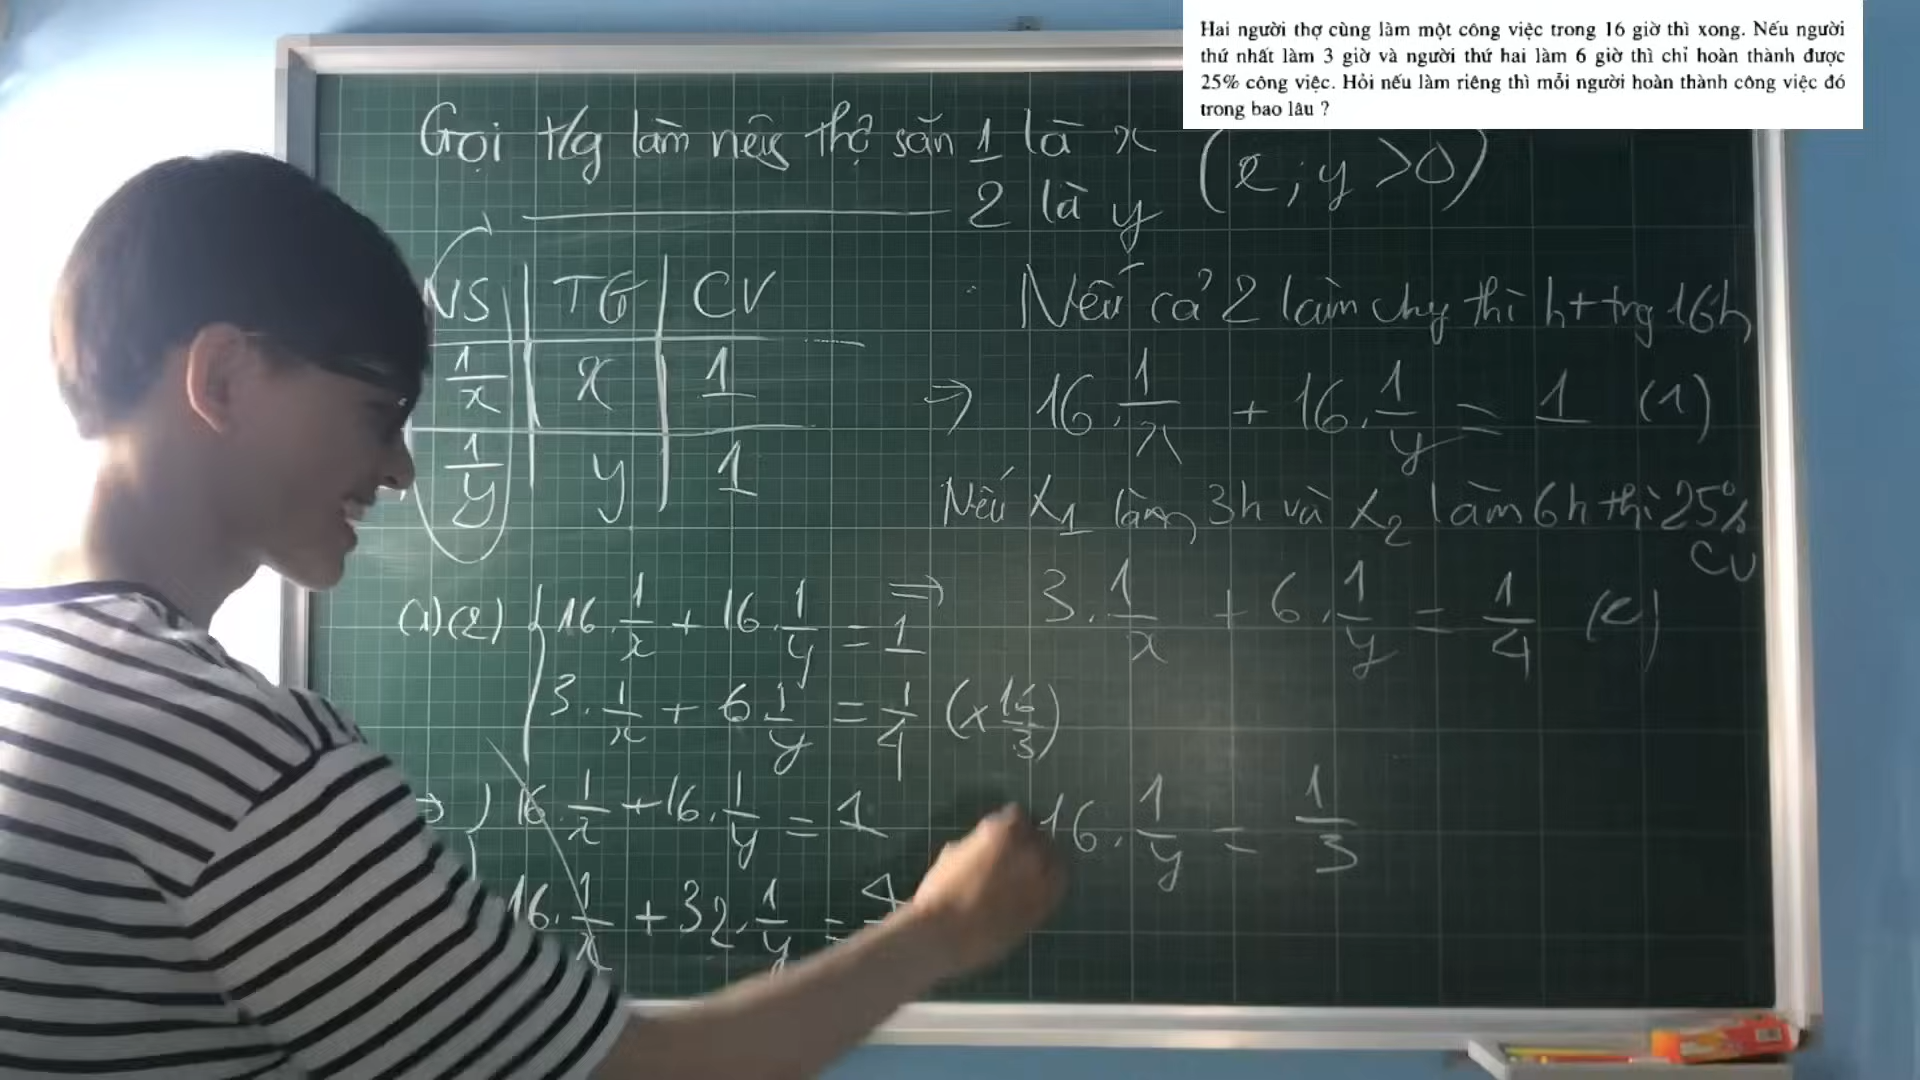 Hai người thợ cùng làm một công việc trong 16 giờ thì xong. Nếu người
thứ nhất làm 3 giờ và người thứ hai làm 6 giờ thì chỉ hoàn thành được
25% công việc. Hỏi nếu làm riêng thì mỗi người hoàn thành công việc đó
trong bao lâu ?
Gọi t/g làm nếu thợ săn 1 là x (x; y >0)
2 là y
NS | TG | CV
1/x | x | 1
1/y | y | 1
Nếu cả 2 làm chg thì ht trg 16h
=> 16.1/x + 16.1/y = 1 (1)
Nếu x1 làm 3h và x2 làm 6h thì 25%
CV
=> 3.1/x + 6.1/y = 1/4 (2)
(1)(2) { 16.1/x + 16.1/y = 1
3.1/x + 6.1/y = 1/4 (x 16/3)
=> { 16.1/x + 16.1/y = 1
16.1/x + 32.1/y = 4
16.1/y = 1/3